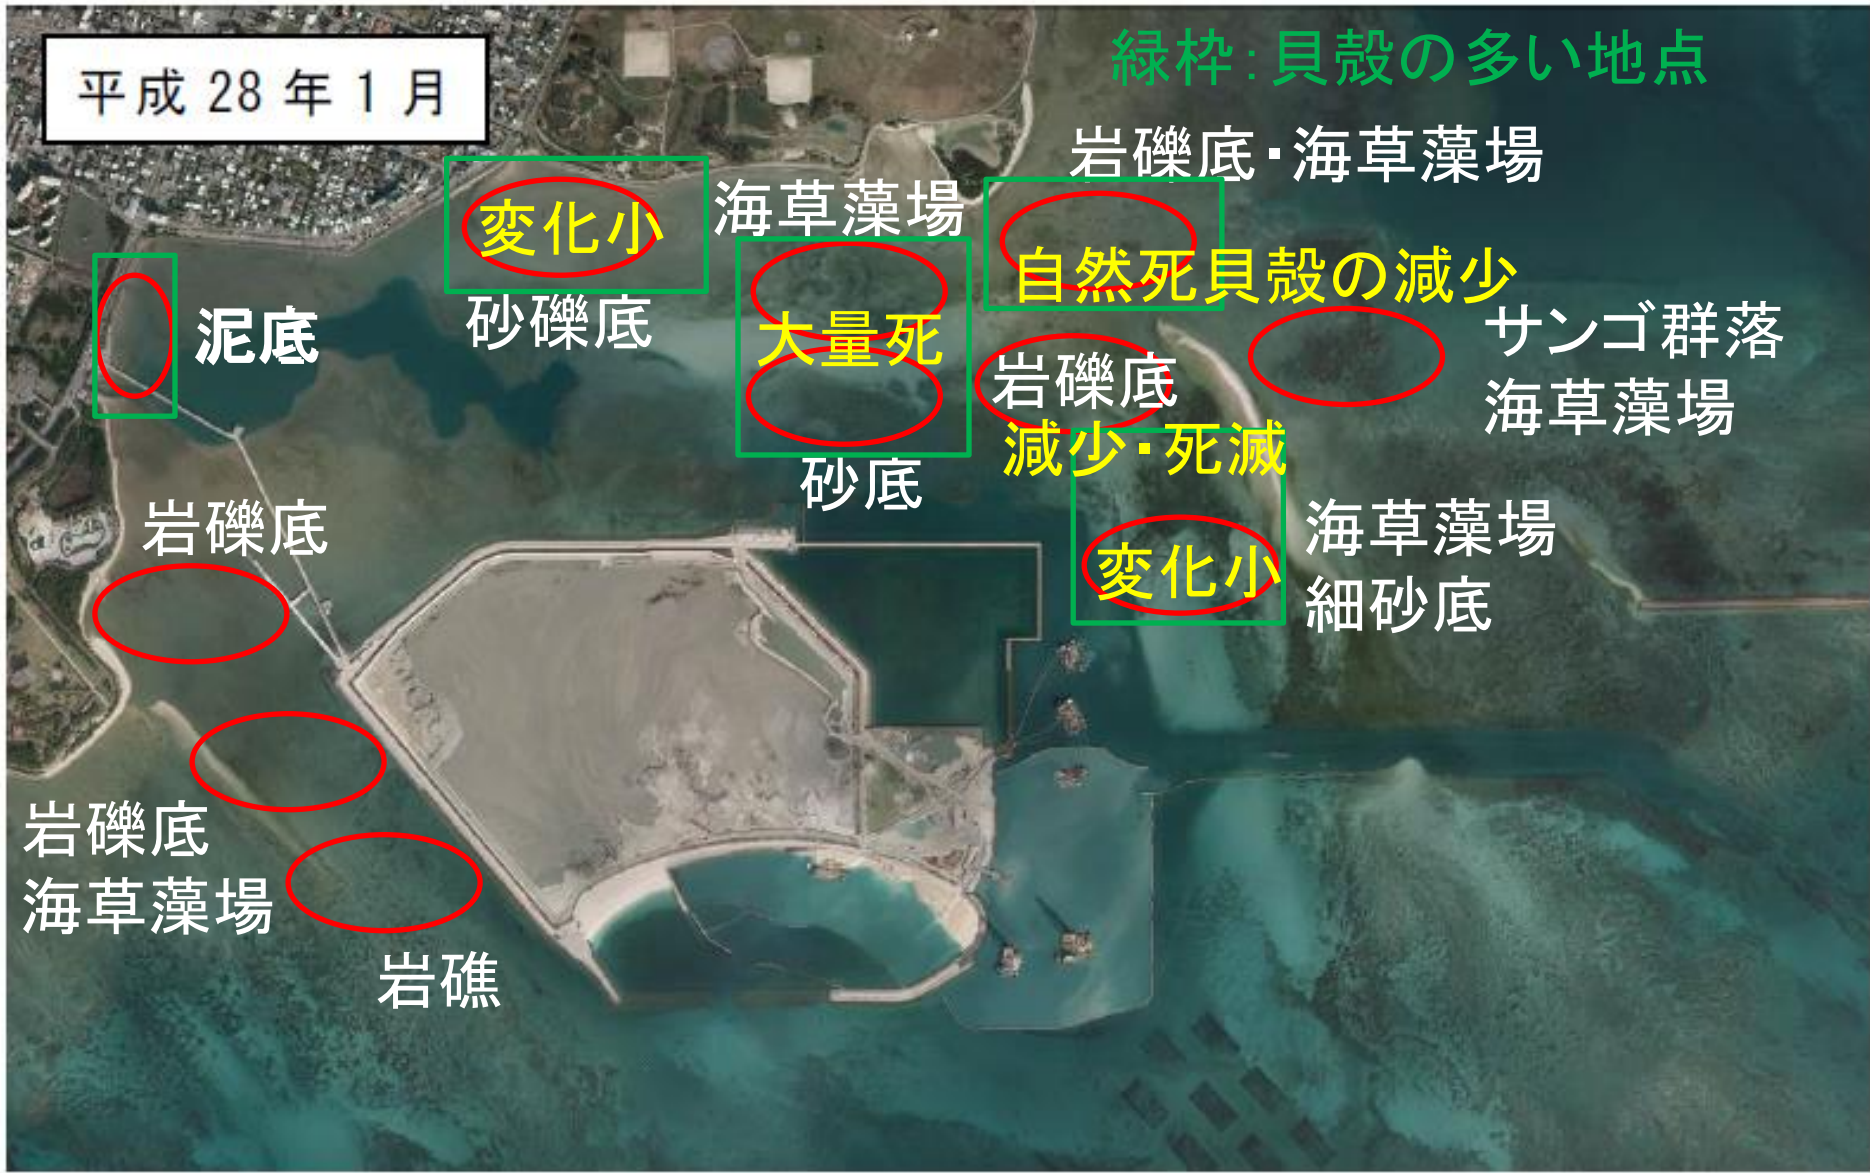 平成 28 年 1 月
緑枠：貝殻の多い地点
岩礫底・海草藻場
変化小
海草藻場
自然死貝殻の減少
泥底
砂礫底
大量死
岩礫底
サンゴ群落
海草藻場
減少・死滅
砂底
岩礫底
変化小
海草藻場
細砂底
岩礫底
海草藻場
岩礁